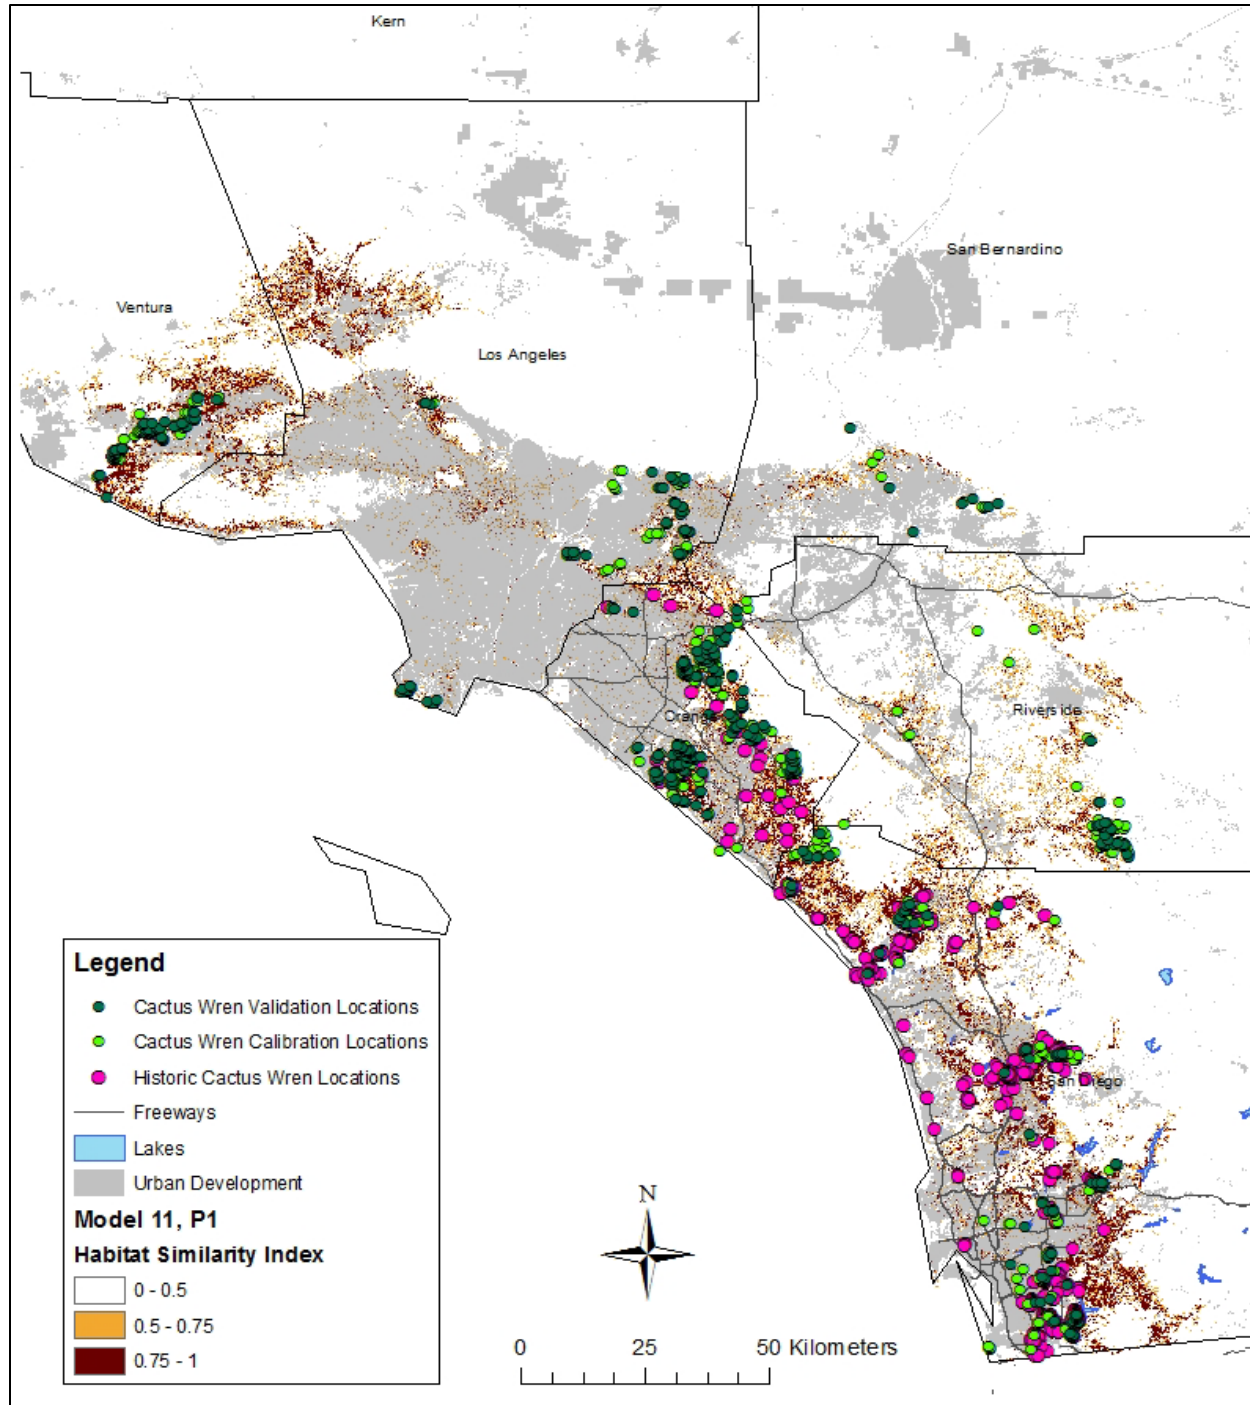 Kern
San Bernardino
Ventura
Los Angeles
Orange
Riverside
San Diego
Legend
Cactus Wren Validation Locations
Cactus Wren Calibration Locations
Historic Cactus Wren Locations
Freeways
Lakes
Urban Development
Model 11, P1
Habitat Similarity Index
0 - 0.5
0.5 - 0.75
0.75 - 1
N
0 25 50 Kilometers